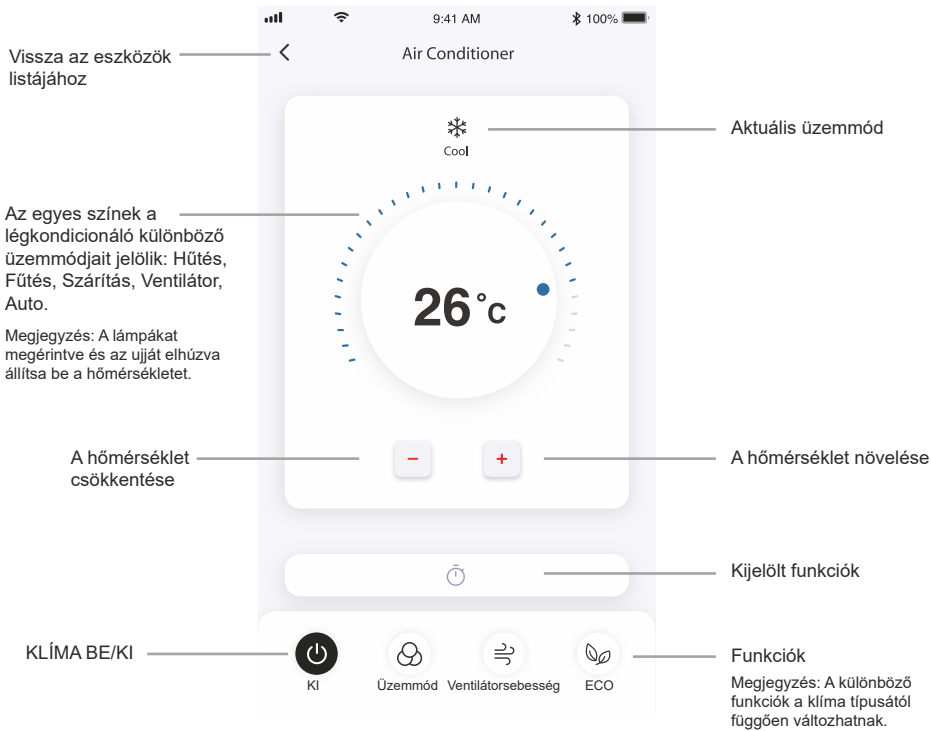 9:41 AM
100%
Air Conditioner
Vissza az eszközök
listájához
Cool
Aktuális üzemmód
Az egyes színek a
légkondicionáló különböző
üzemmódjait jelölik: Hűtés,
Fűtés, Szárítás, Ventilátor,
Auto.
Megjegyzés: A lámpákat
megérintve és az ujját elhúzva
állítsa be a hőmérsékletet.
26°c
A hőmérséklet
csökkentése
−
+
A hőmérséklet növelése
Kijelölt funkciók
KLÍMA BE/KI
KI
Üzemmód
Ventilátorsebesség
ECO
Funkciók
Megjegyzés: A különböző
funkciók a klíma típusától
függően változhatnak.